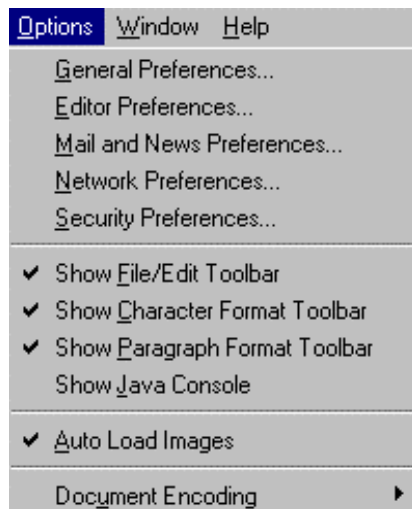 Options Window Help
General Preferences...
Editor Preferences...
Mail and News Preferences...
Network Preferences...
Security Preferences...
Show File/Edit Toolbar
Show Character Format Toolbar
Show Paragraph Format Toolbar
Show Java Console
Auto Load Images
Document Encoding